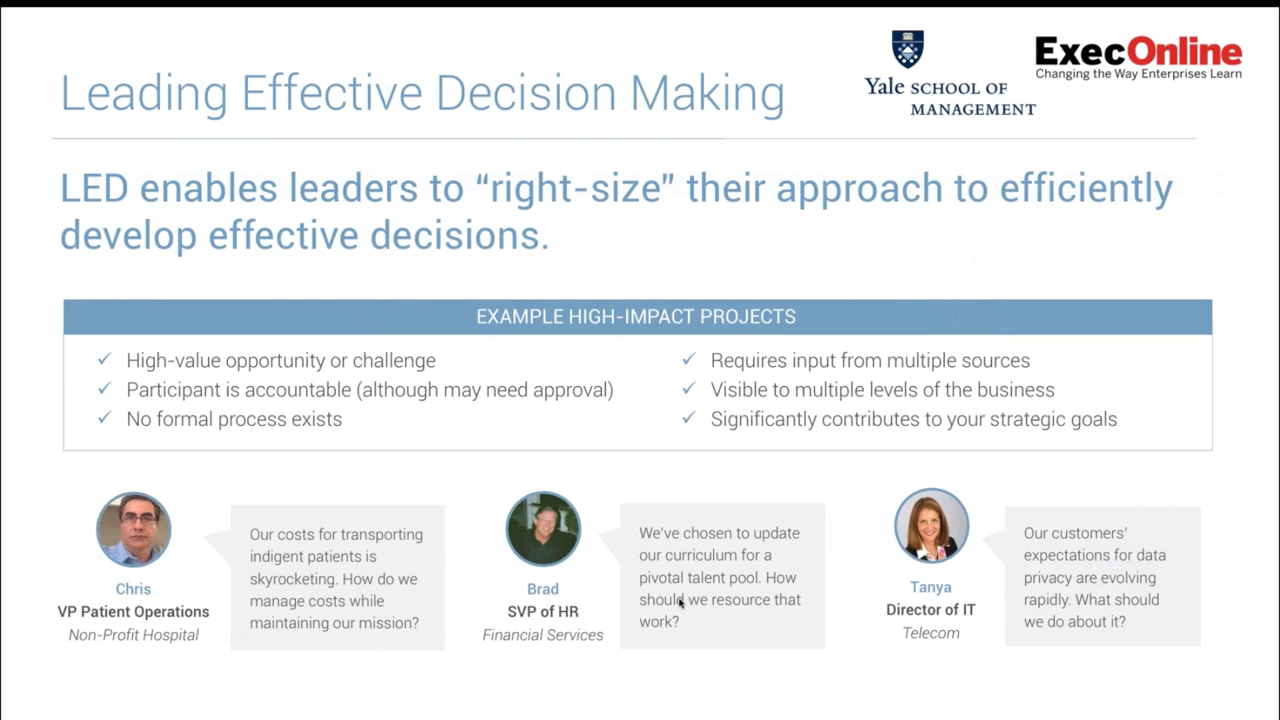 Leading Effective Decision Making
Yale SCHOOL OF
MANAGEMENT
ExecOnline
Changing the Way Enterprises Learn
LED enables leaders to “right-size” their approach to efficiently
develop effective decisions.
EXAMPLE HIGH-IMPACT PROJECTS
High-value opportunity or challenge
Participant is accountable (although may need approval)
No formal process exists
Requires input from multiple sources
Visible to multiple levels of the business
Significantly contributes to your strategic goals
Chris
VP Patient Operations
Non-Profit Hospital
Our costs for transporting
indigent patients is
skyrocketing. How do we
manage costs while
maintaining our mission?
Brad
SVP of HR
Financial Services
We've chosen to update
our curriculum for a
pivotal talent pool. How
should we resource that
work?
Tanya
Director of IT
Telecom
Our customers'
expectations for data
privacy are evolving
rapidly. What should
we do about it?